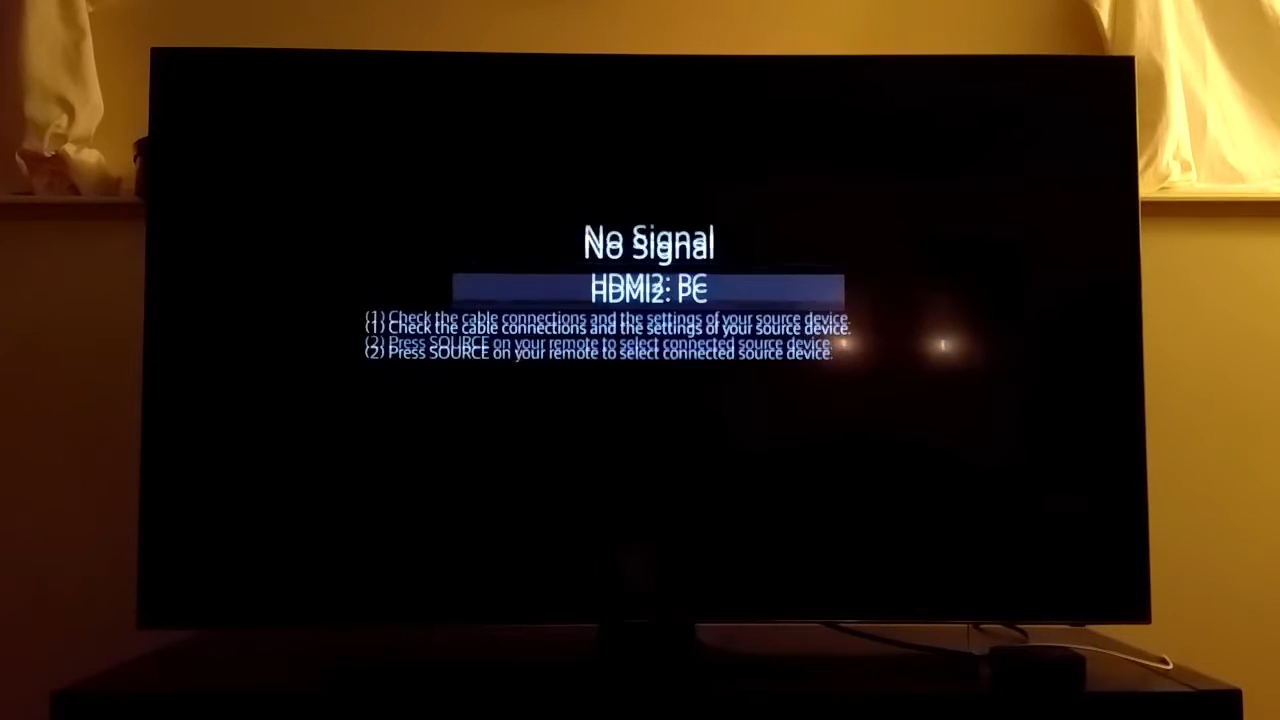 No Signal
HDMI2: PC
(1) Check the cable connections and the settings of your source device.
(2) Press SOURCE on your remote to select connected source device.